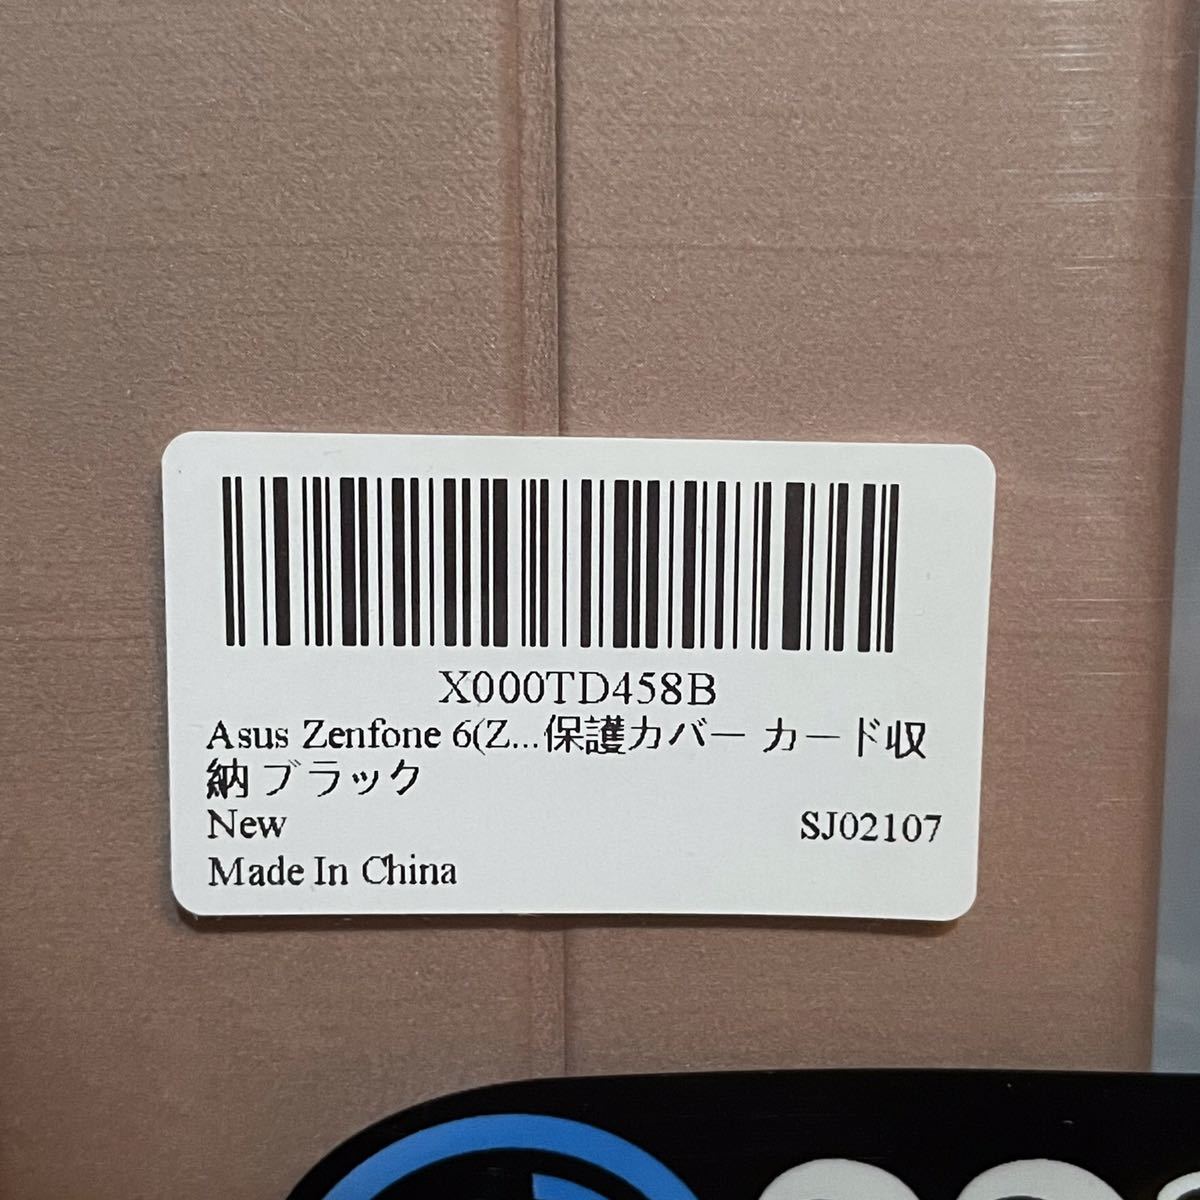 X000TD458B
Asus Zenfone 6(Z...保護カバー カード収
納 ブラック
New SJ02107
Made In China